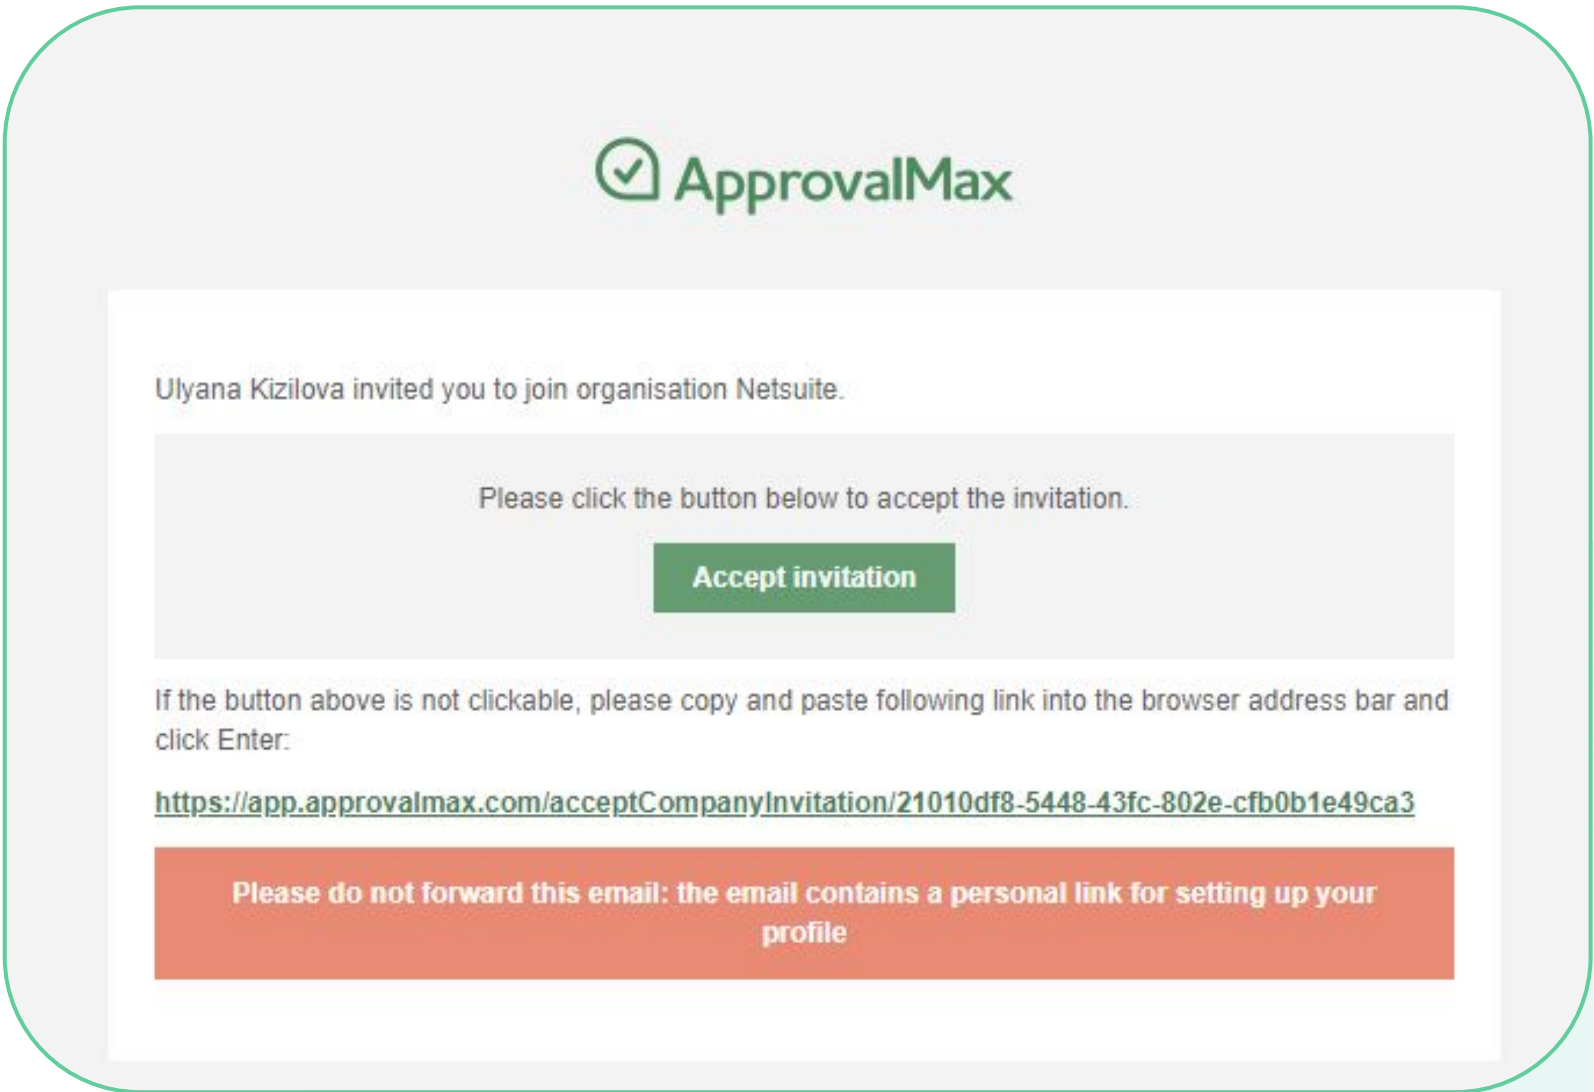 ApprovalMax
Ulyana Kizilova invited you to join organisation Netsuite.
Please click the button below to accept the invitation.
Accept invitation
If the button above is not clickable, please copy and paste following link into the browser address bar and
click Enter:
https://app.approvalmax.com/acceptCompanyInvitation/21010df8-5448-43fc-802e-cfb0b1e49ca3
Please do not forward this email: the email contains a personal link for setting up your
profile